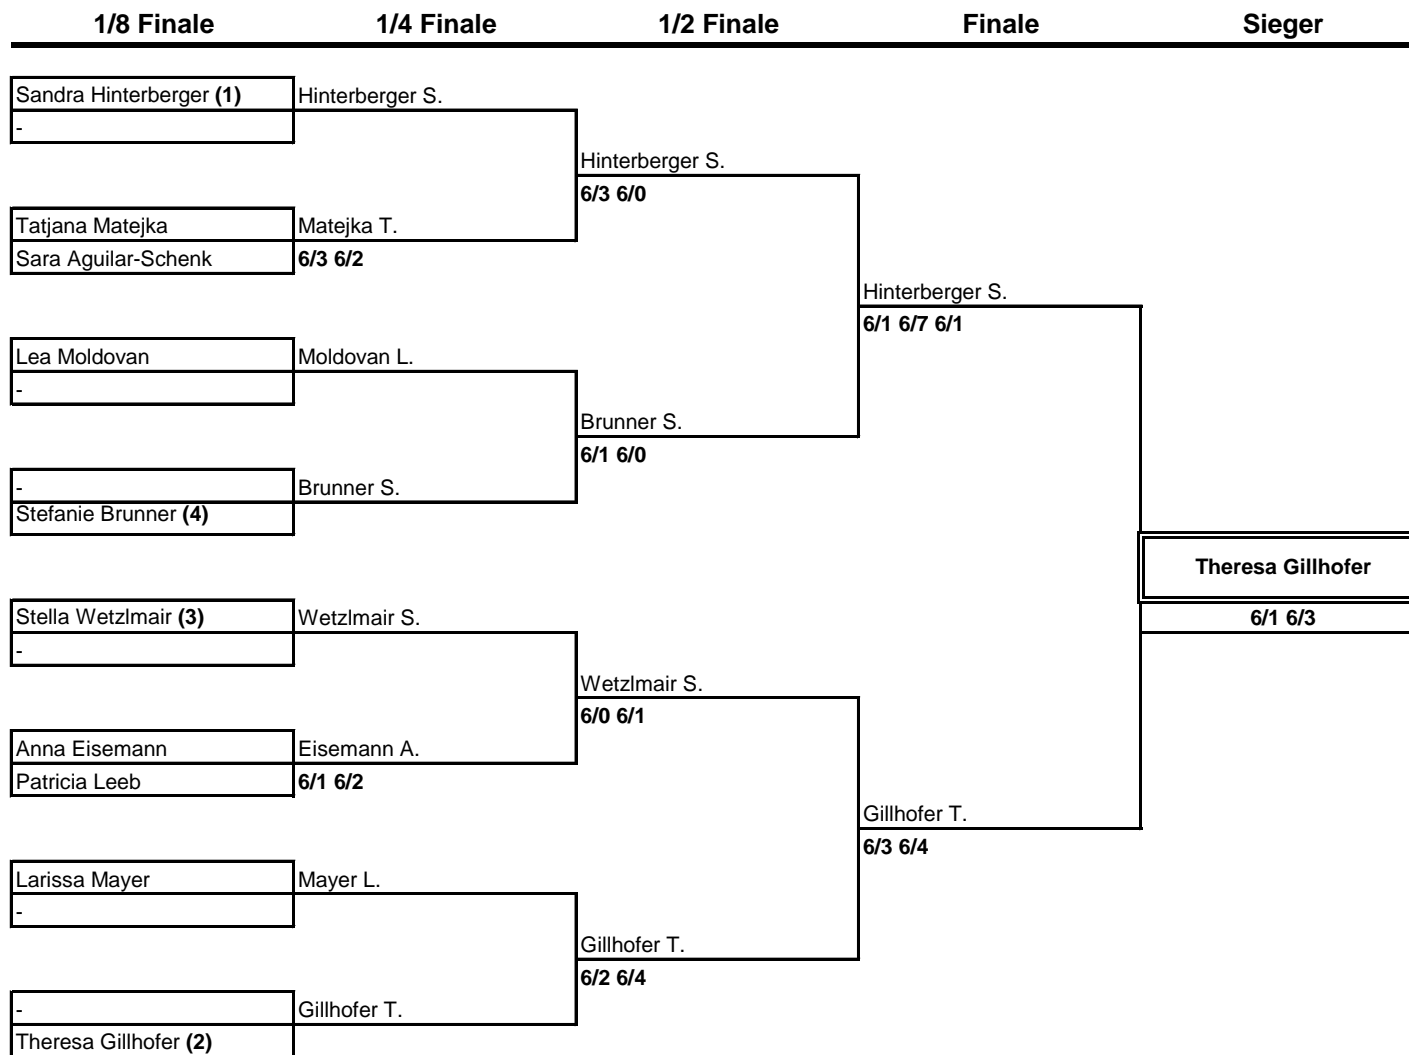 1/8 Finale 1/4 Finale 1/2 Finale Finale Sieger
Sandra Hinterberger (1) Hinterberger S.
-
Hinterberger S.
6/3 6/0
Tatjana Matejka Matejka T.
Sara Aguilar-Schenk 6/3 6/2
Hinterberger S.
6/1 6/7 6/1
Lea Moldovan Moldovan L.
-
Brunner S.
6/1 6/0
- Brunner S.
Stefanie Brunner (4)
Theresa Gillhofer
Stella Wetzlmair (3) Wetzlmair S. 6/1 6/3
-
Wetzlmair S.
6/0 6/1
Anna Eisemann Eisemann A.
Patricia Leeb 6/1 6/2
Gillhofer T.
6/3 6/4
Larissa Mayer Mayer L.
-
Gillhofer T.
6/2 6/4
- Gillhofer T.
Theresa Gillhofer (2)